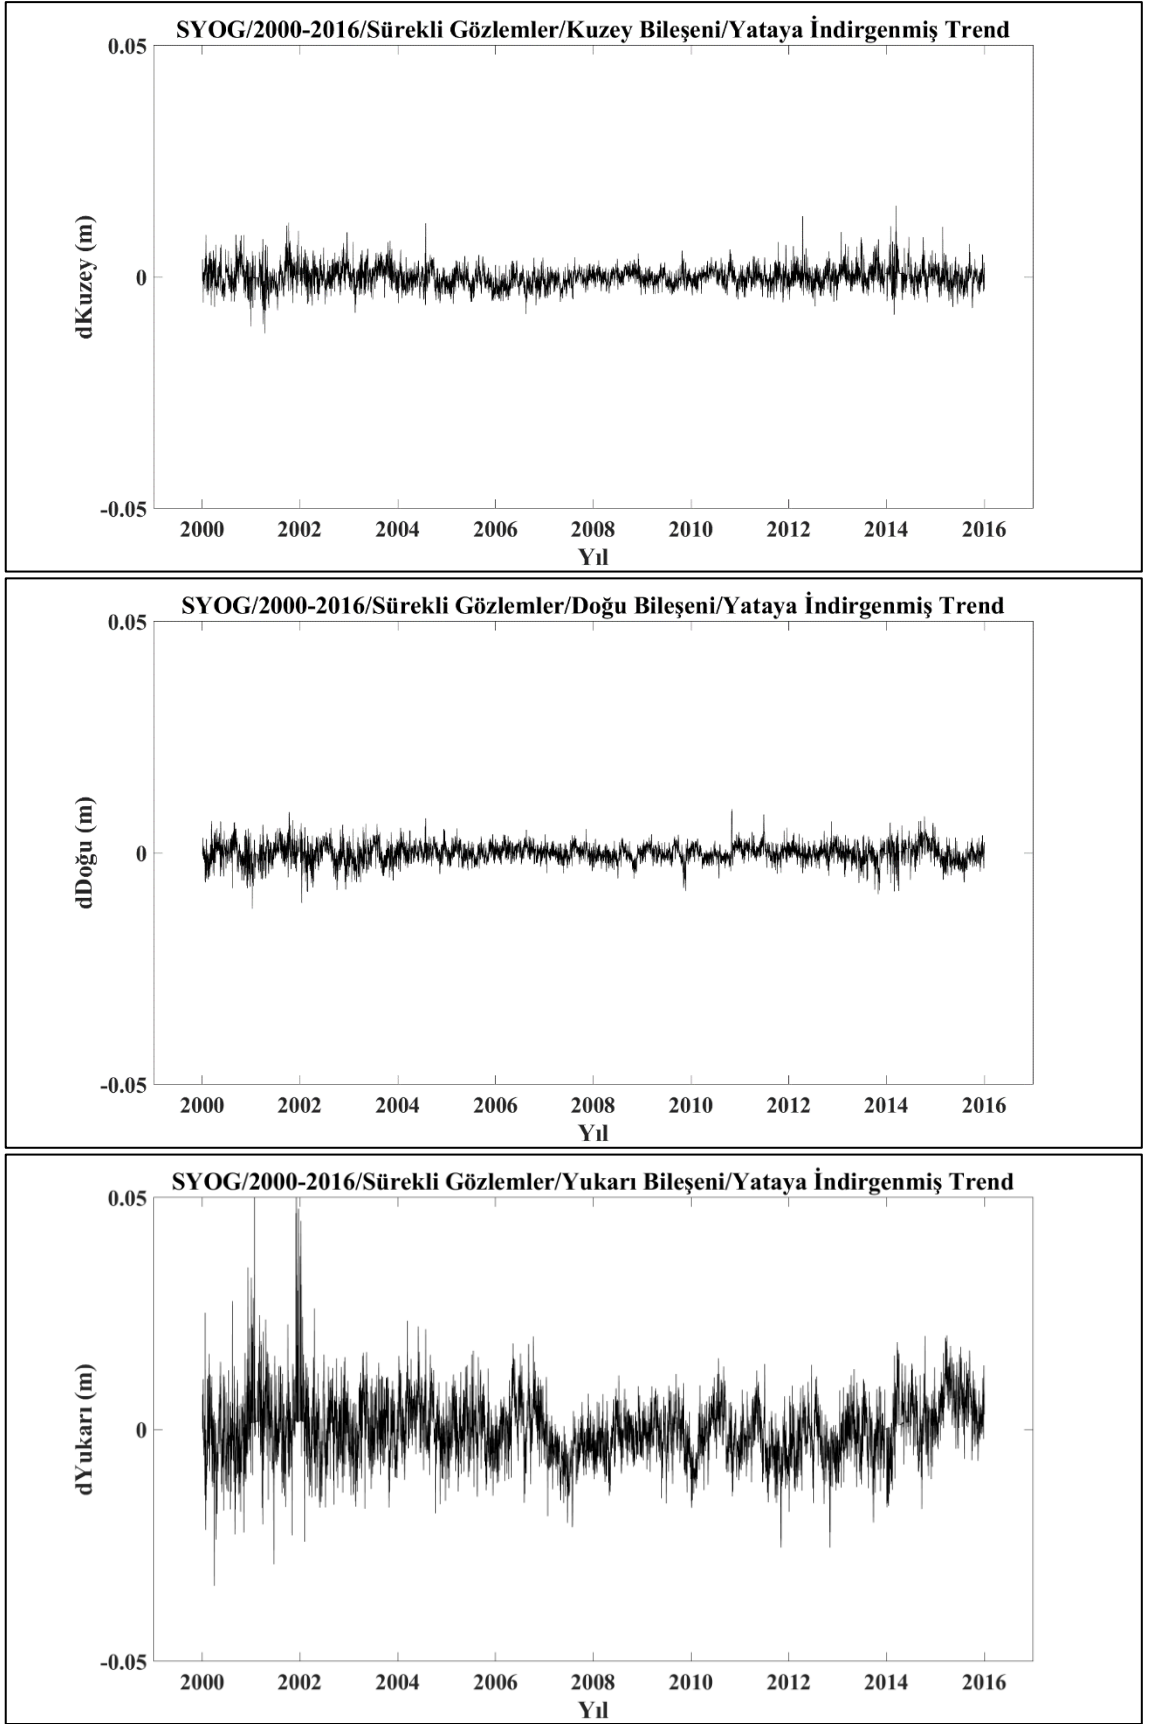 SYOG/2000-2016/Sürekli Gözlemler/Kuzey Bileşeni/Yataya İndirgenmiş Trend
0.05
dKuzey (m)
0
-0.05
2000 2002 2004 2006 2008 2010 2012 2014 2016
Yıl
SYOG/2000-2016/Sürekli Gözlemler/Doğu Bileşeni/Yataya İndirgenmiş Trend
0.05
dDoğu (m)
0
-0.05
2000 2002 2004 2006 2008 2010 2012 2014 2016
Yıl
SYOG/2000-2016/Sürekli Gözlemler/Yukarı Bileşeni/Yataya İndirgenmiş Trend
0.05
dYukarı (m)
0
-0.05
2000 2002 2004 2006 2008 2010 2012 2014 2016
Yıl